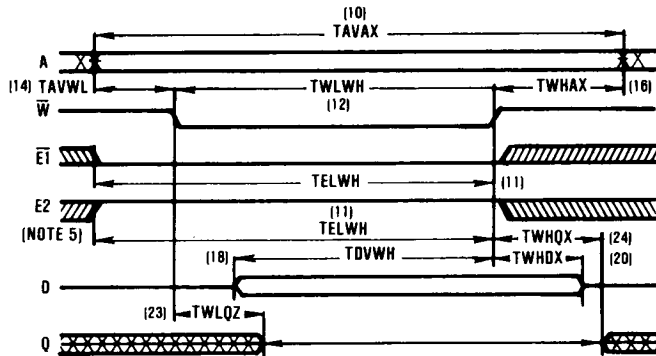 (10)
TAVAX
A
(14) TAVWL TWLWH TWHAX (16)
W (12)
E1
TELWH (11)
E2 (11)
(NOTE 5) TELWH TWHQX (24)
(18) TDVWH TWHDX (20)
D
(23) TWLQZ
Q